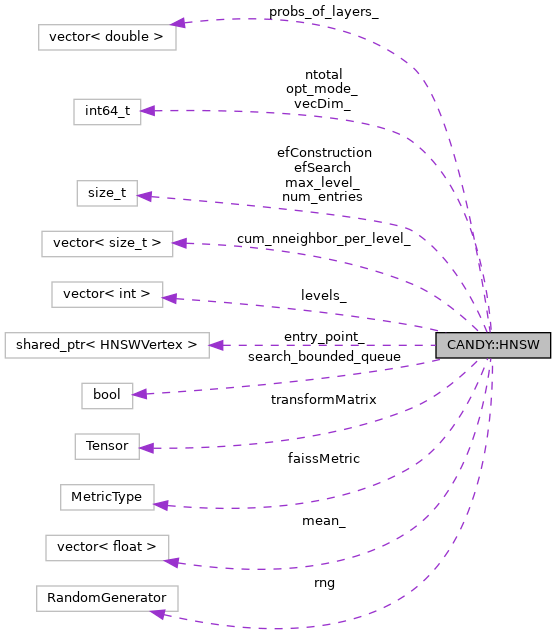 probs_of_layers_
vector< double >
ntotal
opt_mode_
vecDim_
int64_t
efConstruction
efSearch
max_level_
num_entries
size_t
cum_nneighbor_per_level_
vector< size_t >
levels_
vector< int >
entry_point_
shared_ptr< HNSWVertex >
CANDY::HNSW
search_bounded_queue
bool
transformMatrix
Tensor
faissMetric
MetricType
mean_
vector< float >
rng
RandomGenerator